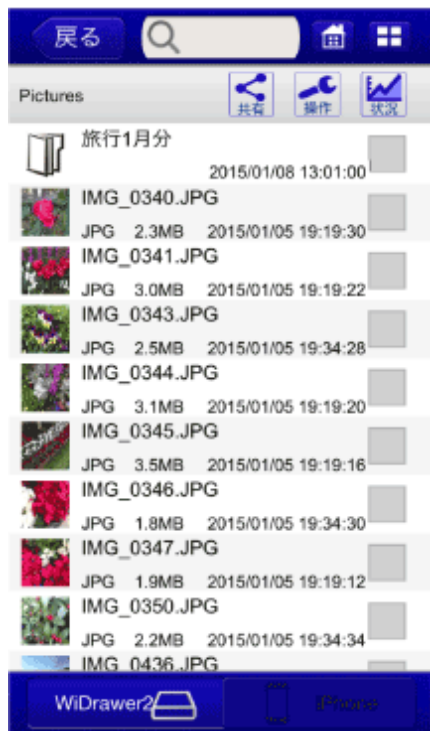 戻る
Pictures
共有
操作
状況
旅行1月分
2015/01/08 13:01:00
IMG_0340.JPG
JPG 2.3MB 2015/01/05 19:19:30
IMG_0341.JPG
JPG 3.0MB 2015/01/05 19:19:22
IMG_0343.JPG
JPG 2.5MB 2015/01/05 19:34:28
IMG_0344.JPG
JPG 3.1MB 2015/01/05 19:19:20
IMG_0345.JPG
JPG 3.5MB 2015/01/05 19:19:16
IMG_0346.JPG
JPG 1.8MB 2015/01/05 19:34:30
IMG_0347.JPG
JPG 1.9MB 2015/01/05 19:19:12
IMG_0350.JPG
JPG 2.2MB 2015/01/05 19:34:34
IMG_0436.JPG
WiDrawer2